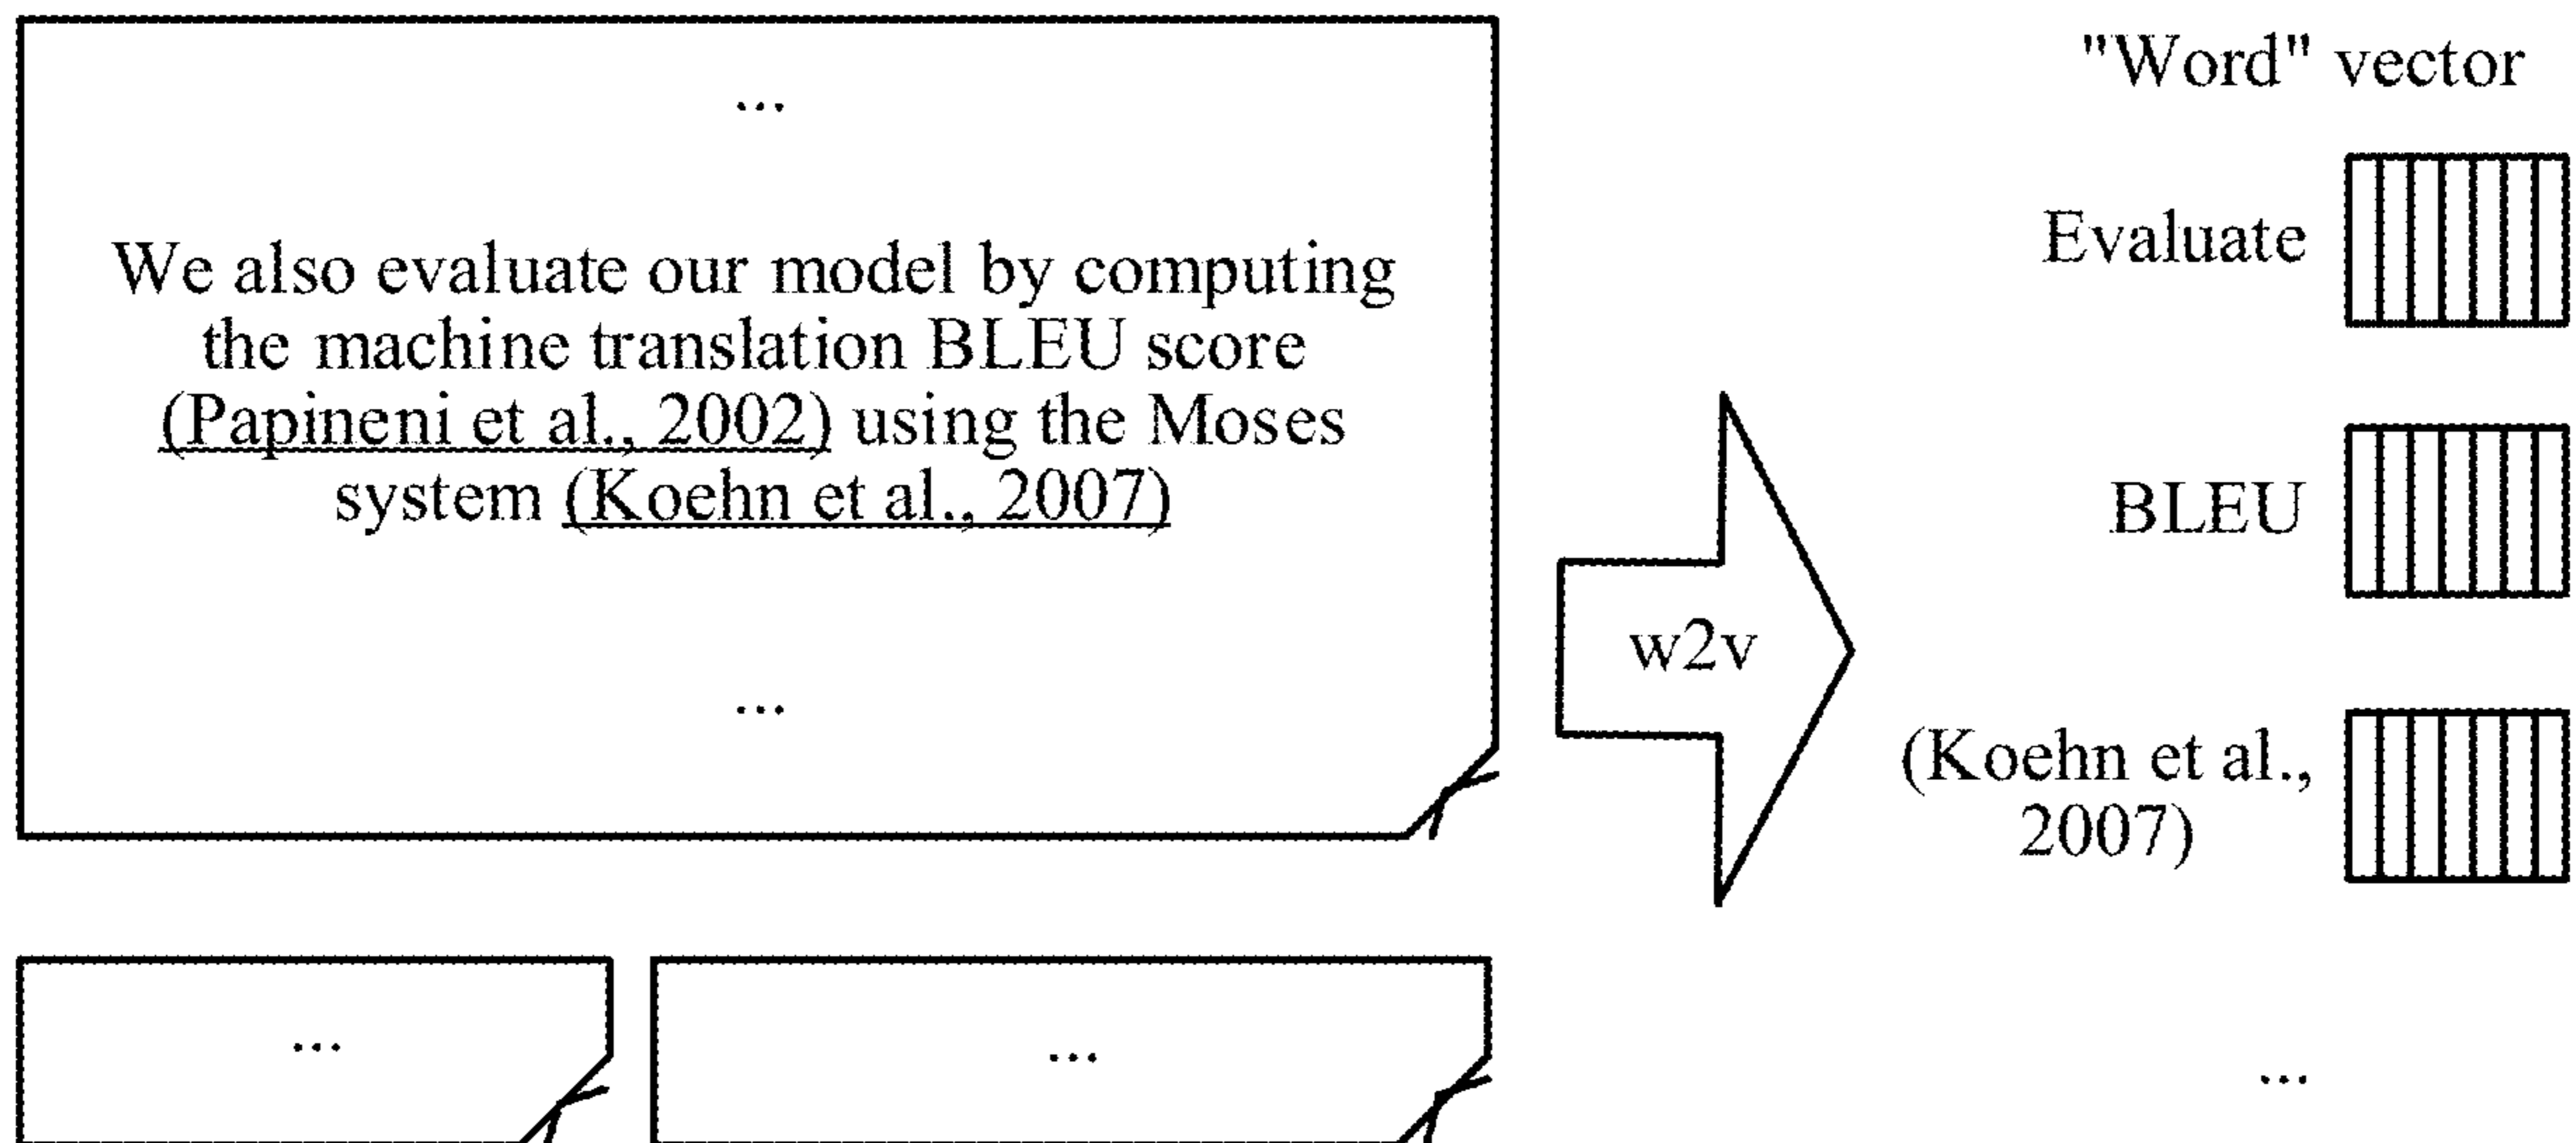 ...
We also evaluate our model by computing
the machine translation BLEU score
(Papineni et al., 2002) using the Moses
system (Koehn et al., 2007)
...
...
...
w2v
"Word" vector
Evaluate
BLEU
(Koehn et al.,
2007)
...